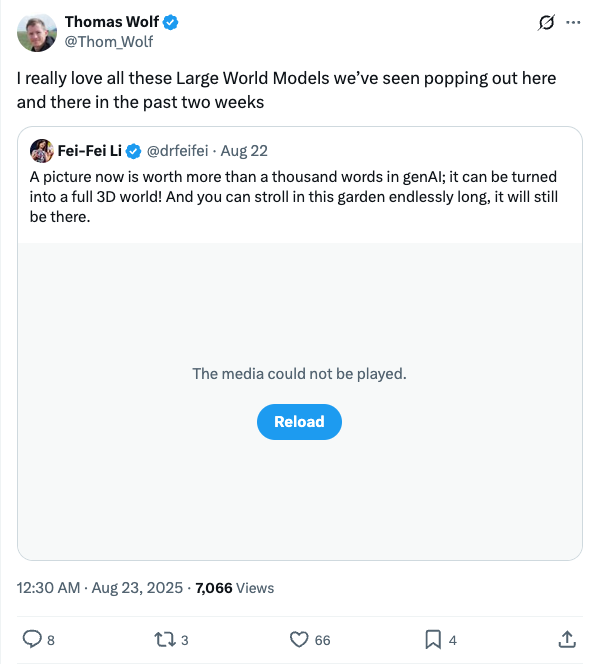 Thomas Wolf
@Thom_Wolf
I really love all these Large World Models we’ve seen popping out here
and there in the past two weeks
Fei-Fei Li @drfeifei · Aug 22
A picture now is worth more than a thousand words in genAI; it can be turned
into a full 3D world! And you can stroll in this garden endlessly long, it will still
be there.
The media could not be played.
Reload
12:30 AM · Aug 23, 2025 · 7,066 Views
8 3 66 4